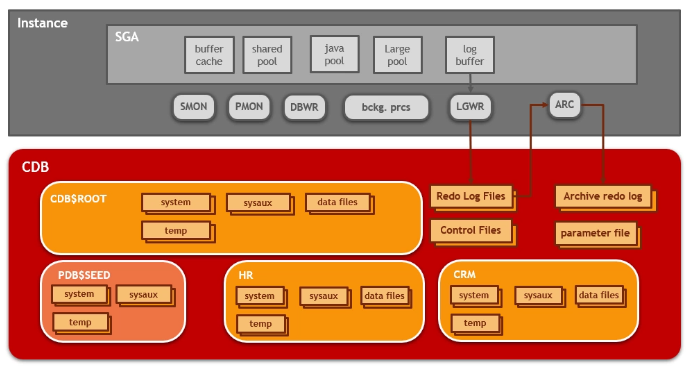 Instance
SGA
buffer
cache
shared
pool
java
pool
Large
pool
log
buffer
SMON
PMON
DBWR
bckg. prcs
LGWR
ARC
CDB
CDB$ROOT
system
sysaux
data files
temp
Redo Log Files
Archive redo log
Control Files
parameter file
PDB$SEED
system
sysaux
temp
HR
system
sysaux
data files
temp
CRM
system
sysaux
data files
temp